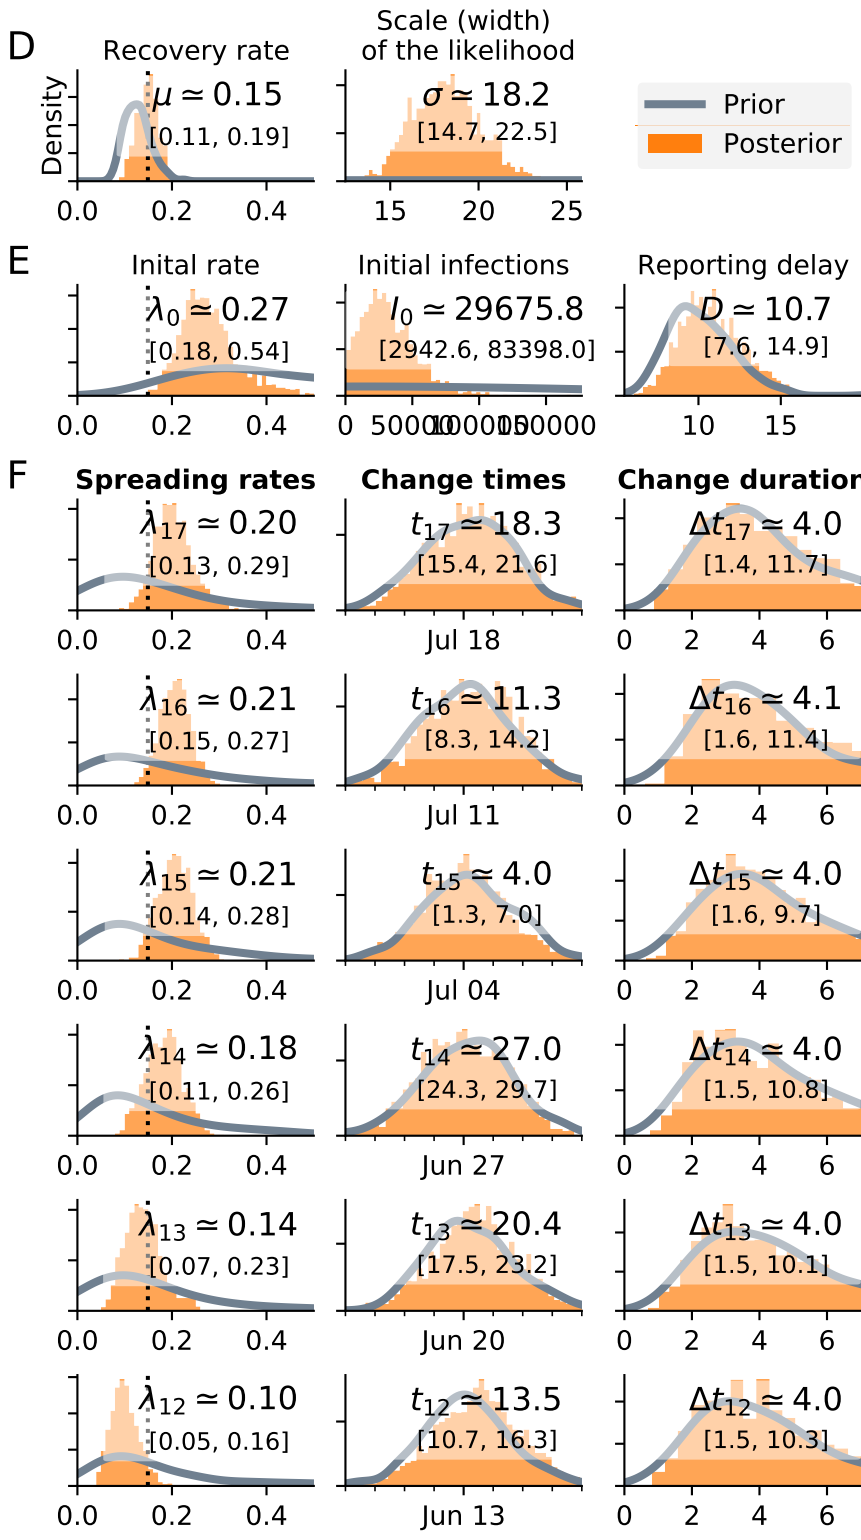 D
Recovery rate
Scale (width)
of the likelihood
Density
μ ≃ 0.15
[0.11, 0.19]
σ ≃ 18.2
[14.7, 22.5]
Prior
Posterior
0.0 0.2 0.4
15 20 25
E
Inital rate
Initial infections
Reporting delay
λ0 ≃ 0.27
[0.18, 0.54]
I0 ≃ 29675.8
[2942.6, 83398.0]
D ≃ 10.7
[7.6, 14.9]
0.0 0.2 0.4
0 50000 100000 150000
10 15
F
Spreading rates
Change times
Change duration
λ17 ≃ 0.20
[0.13, 0.29]
t17 ≃ 18.3
[15.4, 21.6]
Δt17 ≃ 4.0
[1.4, 11.7]
0.0 0.2 0.4
Jul 18
0 2 4 6
λ16 ≃ 0.21
[0.15, 0.27]
t16 ≃ 11.3
[8.3, 14.2]
Δt16 ≃ 4.1
[1.6, 11.4]
0.0 0.2 0.4
Jul 11
0 2 4 6
λ15 ≃ 0.21
[0.14, 0.28]
t15 ≃ 4.0
[1.3, 7.0]
Δt15 ≃ 4.0
[1.6, 9.7]
0.0 0.2 0.4
Jul 04
0 2 4 6
λ14 ≃ 0.18
[0.11, 0.26]
t14 ≃ 27.0
[24.3, 29.7]
Δt14 ≃ 4.0
[1.5, 10.8]
0.0 0.2 0.4
Jun 27
0 2 4 6
λ13 ≃ 0.14
[0.07, 0.23]
t13 ≃ 20.4
[17.5, 23.2]
Δt13 ≃ 4.0
[1.5, 10.1]
0.0 0.2 0.4
Jun 20
0 2 4 6
λ12 ≃ 0.10
[0.05, 0.16]
t12 ≃ 13.5
[10.7, 16.3]
Δt12 ≃ 4.0
[1.5, 10.3]
0.0 0.2 0.4
Jun 13
0 2 4 6